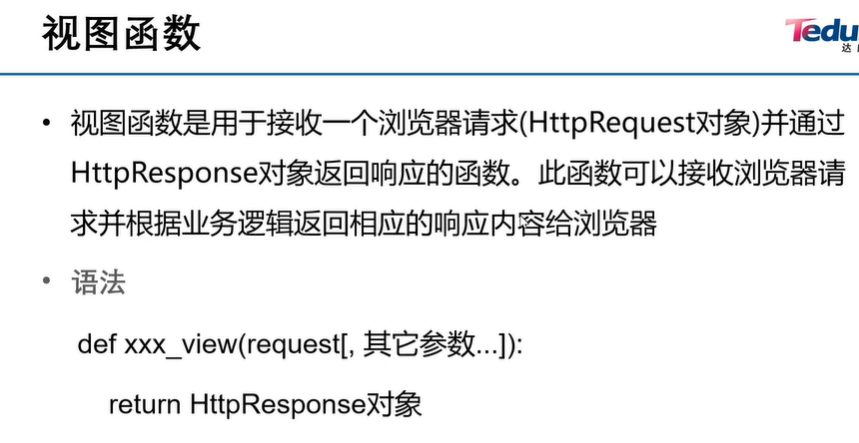 视图函数
Tedu
达
• 视图函数是用于接收一个浏览器请求(HttpRequest对象)并通过
HttpResponse对象返回响应的函数。此函数可以接收浏览器请
求并根据业务逻辑返回相应的响应内容给浏览器
• 语法
def xxx_view(request[, 其它参数...]):
return HttpResponse对象